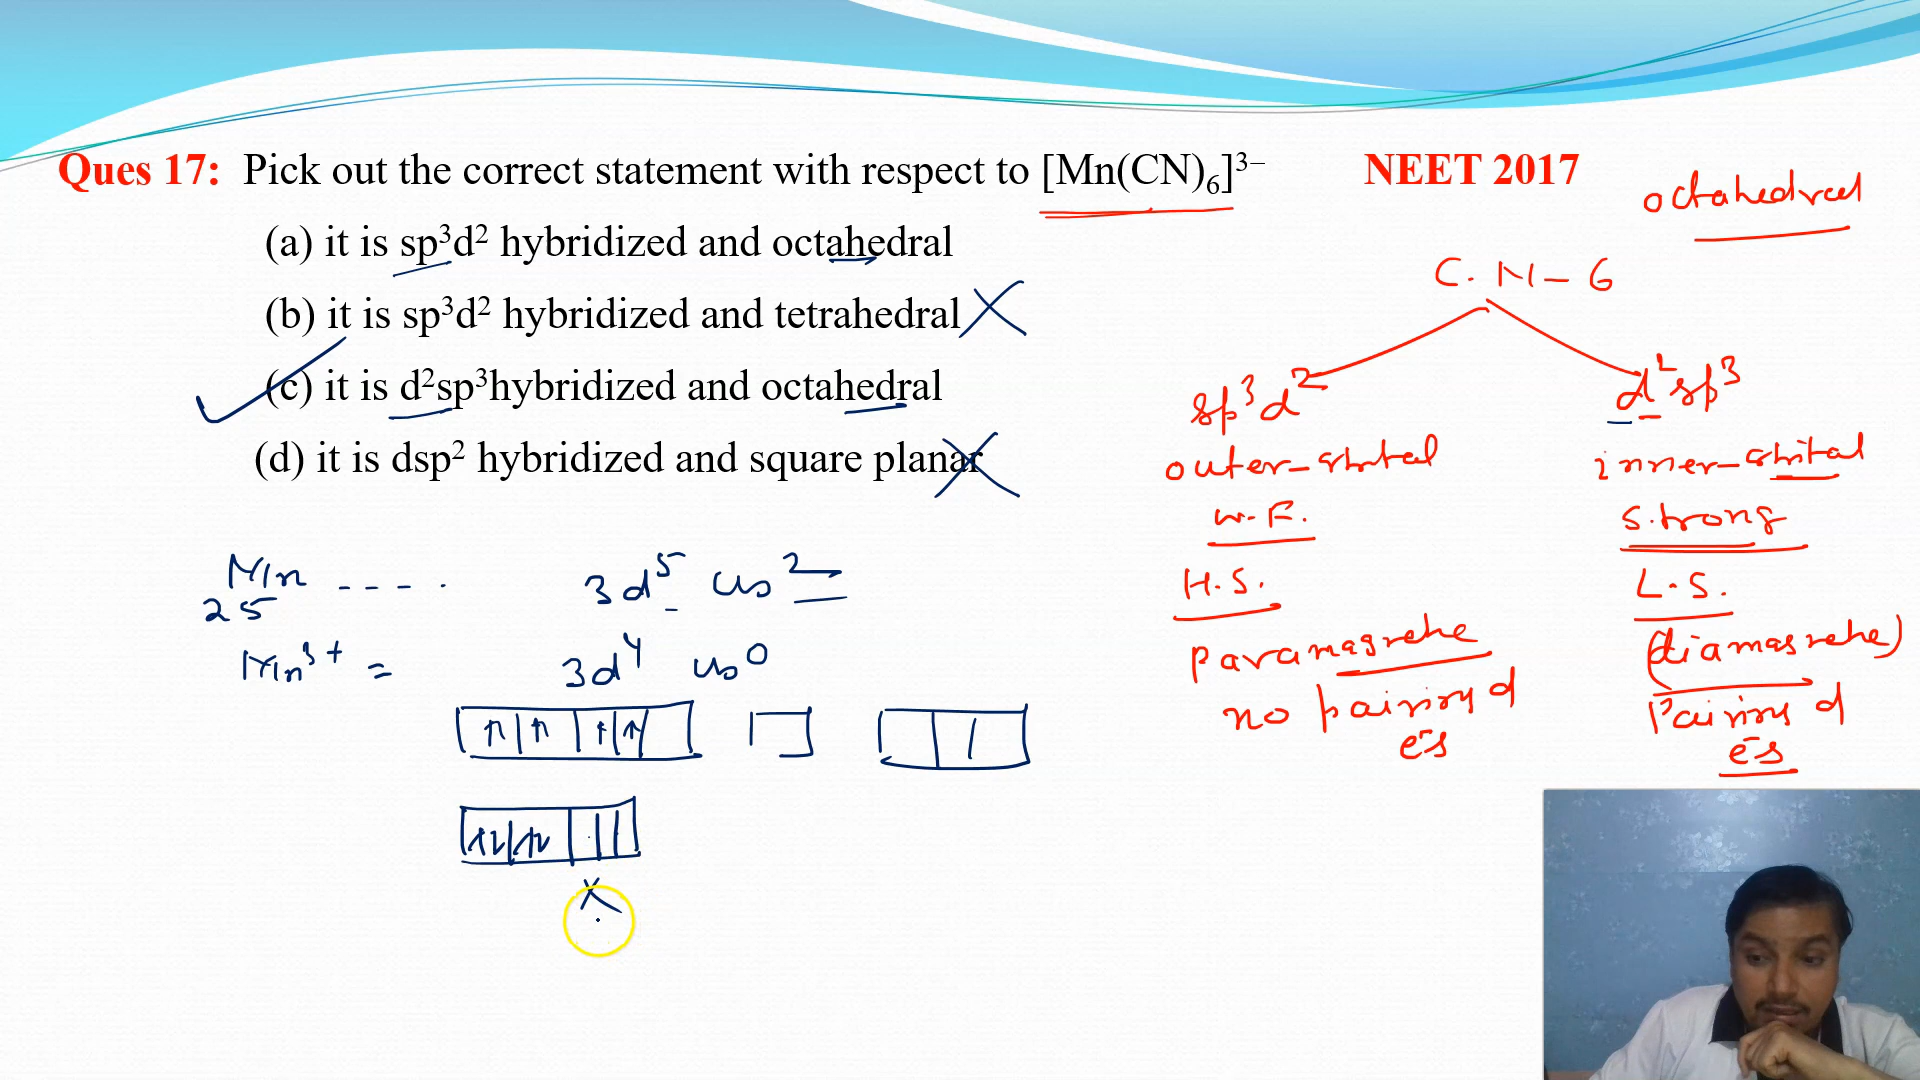 Ques 17: Pick out the correct statement with respect to [Mn(CN)₆]³⁻ NEET 2017
(a) it is sp³d² hybridized and octahedral
(b) it is sp³d² hybridized and tetrahedral
(c) it is d²sp³hybridized and octahedral
(d) it is dsp² hybridized and square planar
octahedral
C.N – 6
sp³d² d²sp³
outer-orbital inner-orbital
W.F. Strong
H.S. L.S.
paramagnetic (diamagnetic)
no pairing of e⁻s
Pairing of e⁻s
Mn ---- 3d⁵ 4s²
25
Mn³⁺ = 3d⁴ 4s⁰